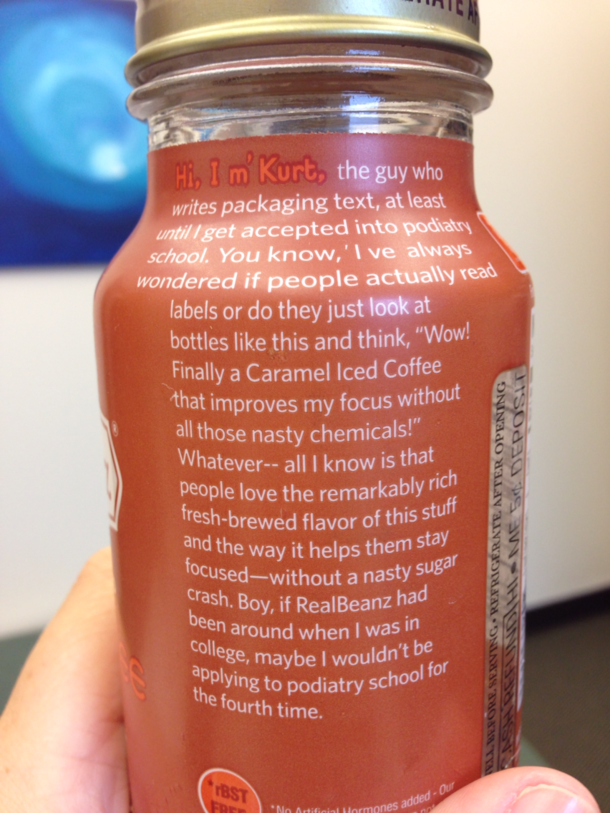 Hi, I m' Kurt, the guy who
writes packaging text, at least
until I get accepted into podiatry
school. You know, ' I ve always
wondered if people actually read
labels or do they just look at
bottles like this and think, “Wow!
Finally a Caramel Iced Coffee
that improves my focus without
all those nasty chemicals!”
Whatever-- all I know is that
people love the remarkably rich
fresh-brewed flavor of this stuff
and the way it helps them stay
focused—without a nasty sugar
crash. Boy, if RealBeanz had
been around when I was in
college, maybe I wouldn't be
applying to podiatry school for
the fourth time.
*rBST
FREE
*No Artificial Hormones added - Our
BEFORE SERVING • REFRIGERATE AFTER OPENING
ME 5¢ DEPOSIT